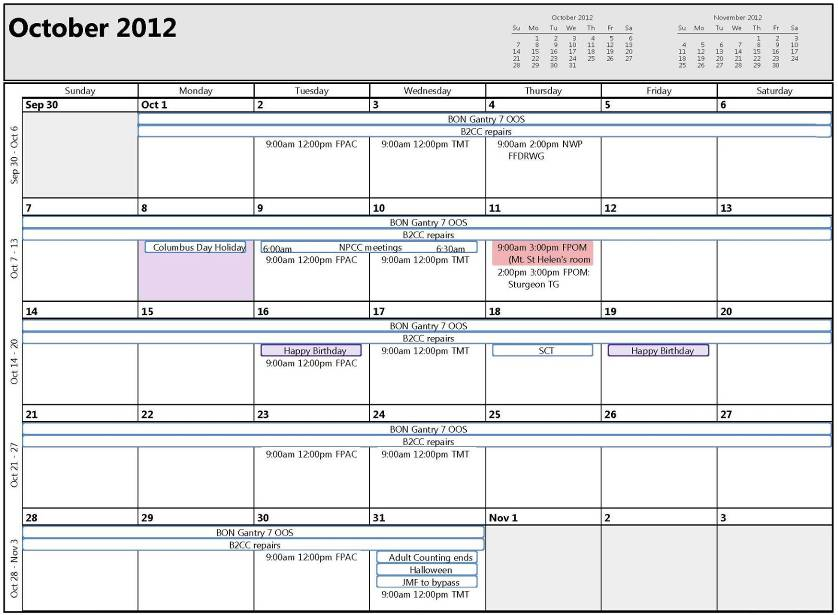 October 2012
October 2012
Su Mo Tu We Th Fr Sa
1 2 3 4 5 6
7 8 9 10 11 12 13
14 15 16 17 18 19 20
21 22 23 24 25 26 27
28 29 30 31
November 2012
Su Mo Tu We Th Fr Sa
1 2 3
4 5 6 7 8 9 10
11 12 13 14 15 16 17
18 19 20 21 22 23 24
25 26 27 28 29 30
Sunday Monday Tuesday Wednesday Thursday Friday Saturday
Sep 30 - Oct 6
Sep 30 Oct 1 2 3 4 5 6
BON Gantry 7 OOS
B2CC repairs
9:00am 12:00pm FPAC 9:00am 12:00pm TMT 9:00am 2:00pm NWP
FFDRWG
Oct 7 - 13
7 8 9 10 11 12 13
BON Gantry 7 OOS
B2CC repairs
Columbus Day Holiday 6:00am NPCC meetings 6:30am 9:00am 3:00pm FPOM
(Mt. St Helen's room
9:00am 12:00pm FPAC 9:00am 12:00pm TMT 2:00pm 3:00pm FPOM:
Sturgeon TG
Oct 14 - 20
14 15 16 17 18 19 20
BON Gantry 7 OOS
B2CC repairs
Happy Birthday 9:00am 12:00pm TMT SCT Happy Birthday
9:00am 12:00pm FPAC
Oct 21 - 27
21 22 23 24 25 26 27
BON Gantry 7 OOS
B2CC repairs
9:00am 12:00pm FPAC 9:00am 12:00pm TMT
Oct 28 - Nov 3
28 29 30 31 Nov 1 2 3
BON Gantry 7 OOS
B2CC repairs
9:00am 12:00pm FPAC Adult Counting ends
Halloween
JMF to bypass
9:00am 12:00pm TMT